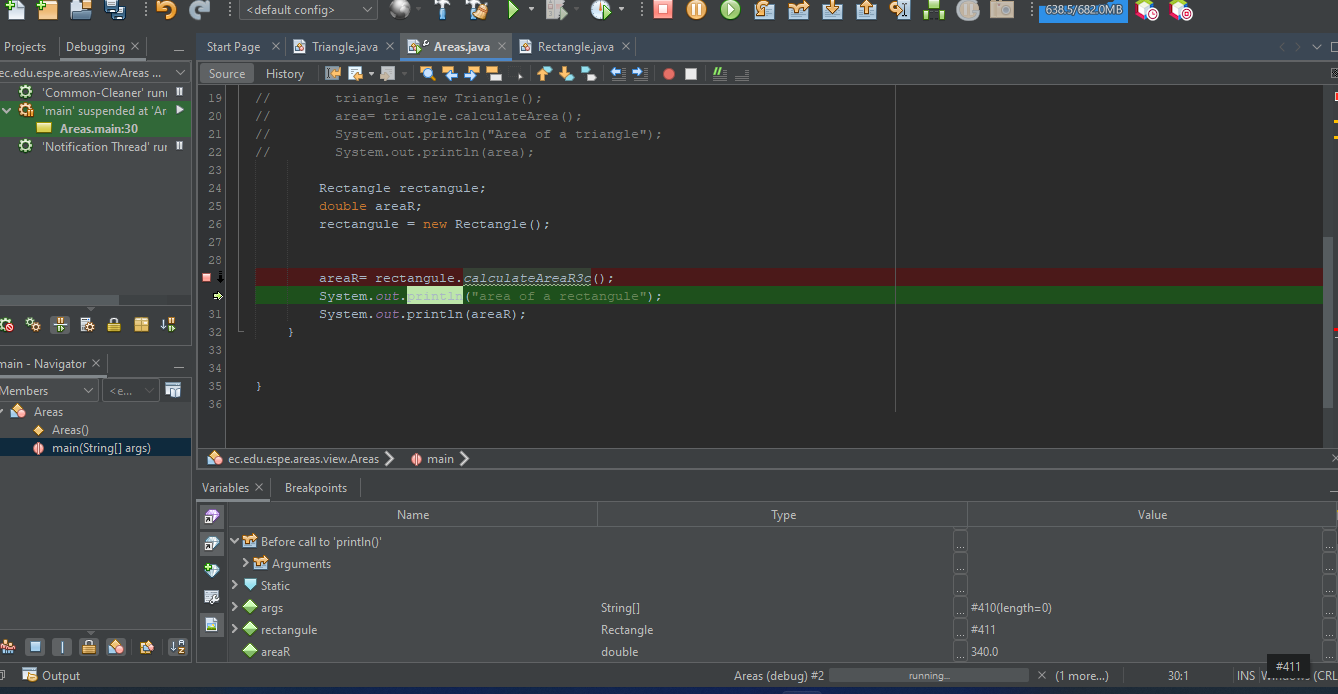 <default config>
638.5/682.0MB
Projects
Debugging
Start Page
Triangle.java
Areas.java
Rectangle.java
ec.edu.espe.areas.view.Areas ...
Source
History
'Common-Cleaner' runi
'main' suspended at 'Ar
Areas.main:30
'Notification Thread' rur
19 // triangle = new Triangle();
20 // area= triangle.calculateArea();
21 // System.out.println("Area of a triangle");
22 // System.out.println(area);
23
24 Rectangle rectangule;
25 double areaR;
26 rectangule = new Rectangle();
27
28
areaR= rectangule.calculateAreaR3c();
System.out.println("area of a rectangule");
31 System.out.println(areaR);
32 }
33
34
35 }
36
main - Navigator
Members
<e...
Areas
Areas()
main(String[] args)
ec.edu.espe.areas.view.Areas
main
Variables
Breakpoints
Name Type Value
Before call to 'println()'
Arguments
Static
args String[] #410(length=0)
rectangule Rectangle #411
areaR double 340.0
#411
Output
Areas (debug) #2
running...
(1 more...)
30:1
INS
Windows (CRL